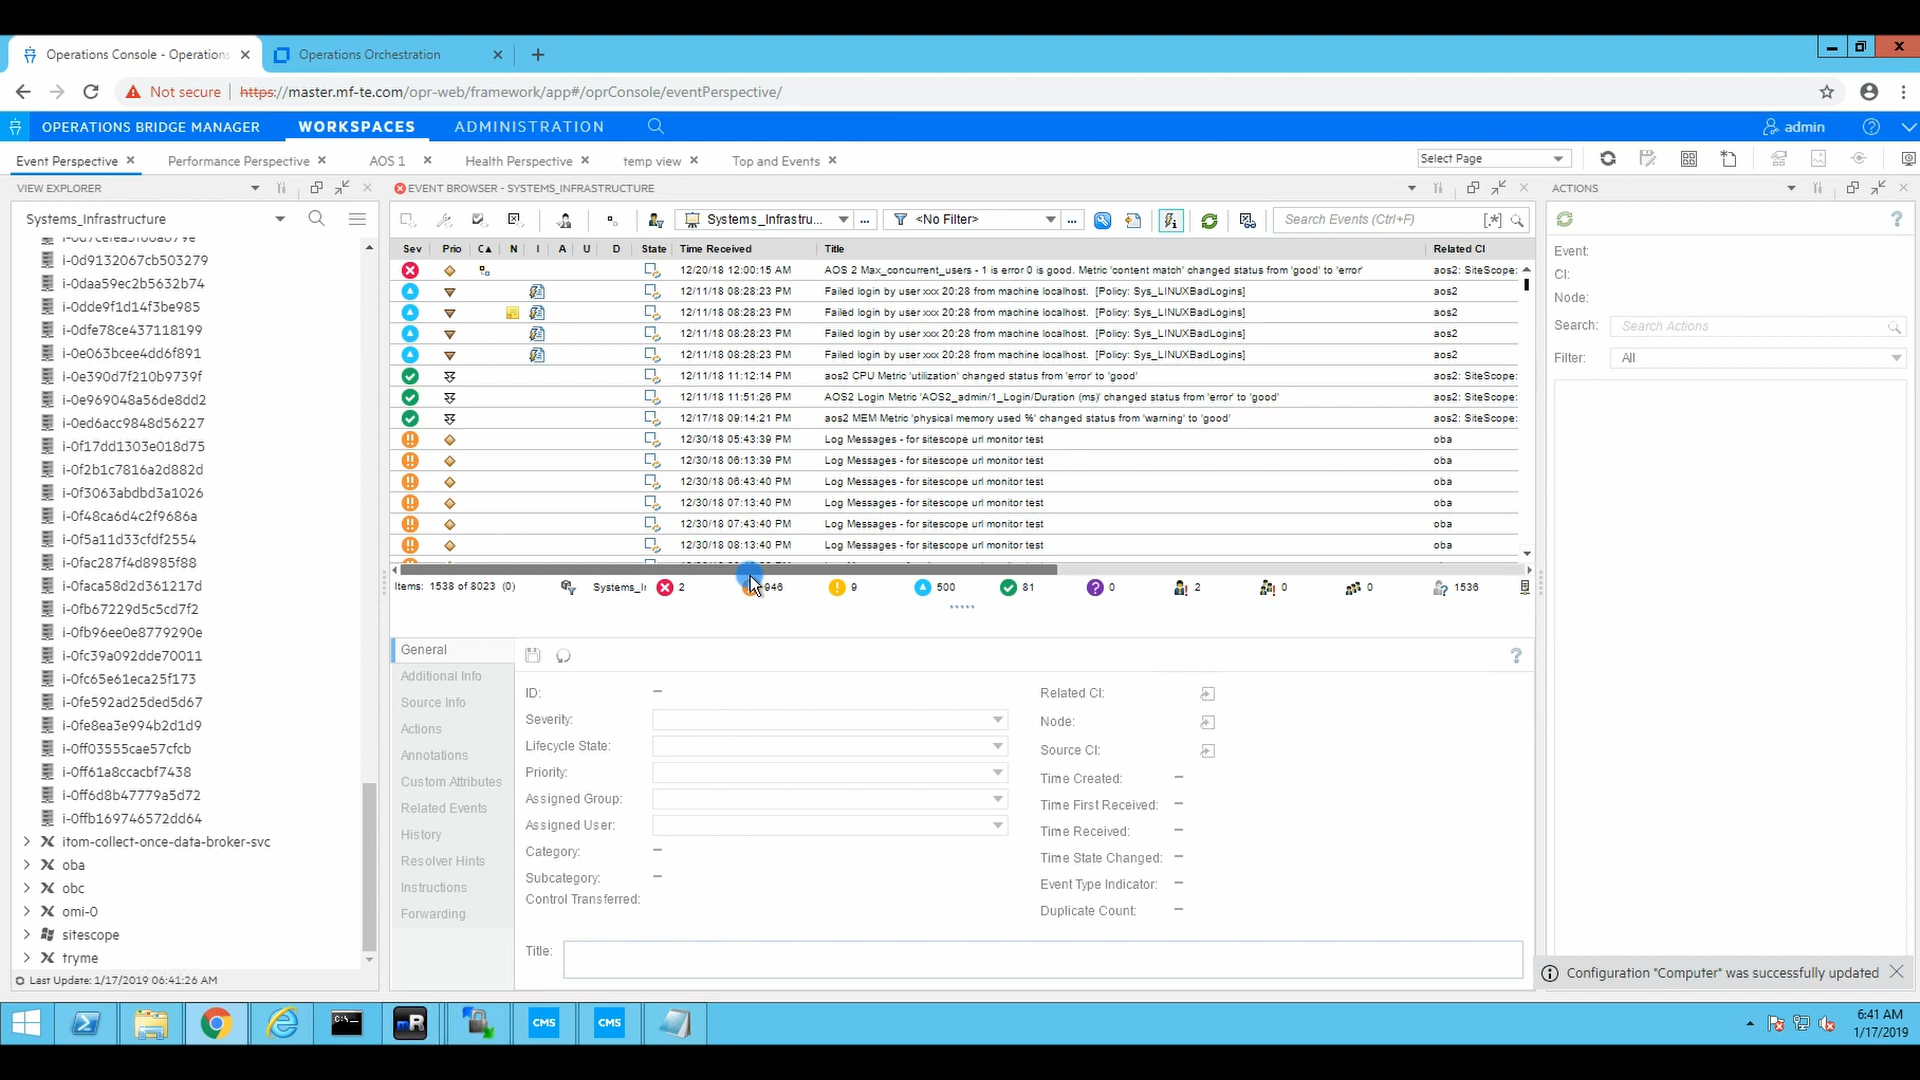 Operations Console - Operations
Operations Orchestration
Not secure | https://master.mf-te.com/opr-web/framework/app#/oprConsole/eventPerspective/
OPERATIONS BRIDGE MANAGER WORKSPACES ADMINISTRATION admin
Event Perspective Performance Perspective AOS 1 Health Perspective temp view Top and Events Select Page
VIEW EXPLORER
Systems_Infrastructure
i-0d9132067cb503279
i-0daa59ec2b5632b74
i-0dde9f1d14f3be985
i-0dfe78ce437118199
i-0e063bcee4dd6f891
i-0e390d7f210b9739f
i-0e969048a56de8dd2
i-0ed6acc9848d56227
i-0f17dd1303e018d75
i-0f2b1c7816a2d882d
i-0f3063abdbd3a1026
i-0f48ca6d4c2f9686a
i-0f5a11d33cfdf2554
i-0fac287f4d8985f88
i-0faca58d2d361217d
i-0fb67229d5c5cd7f2
i-0fb96ee0e8779290e
i-0fc39a092dde70011
i-0fc65e61eca25f173
i-0fe592ad25ded5d67
i-0fe8ea3e994b2d1d9
i-0ff03555cae57cfcb
i-0ff61a8ccacbf7438
i-0ff6d8b47779a5d72
i-0ffb169746572dd64
itom-collect-once-data-broker-svc
oba
obc
omi-0
sitescope
tryme
Last Update: 1/17/2019 06:41:26 AM
EVENT BROWSER - SYSTEMS_INFRASTRUCTURE
Systems_Infrastru... ... <No Filter> ... Search Events (Ctrl+F) [.*]
Sev Prio C▲ N I A U D State Time Received Title Related CI
12/20/18 12:00:15 AM AOS 2 Max_concurrent_users - 1 is error 0 is good. Metric 'content match' changed status from 'good' to 'error' aos2: SiteScope:
12/11/18 08:28:23 PM Failed login by user xxx 20:28 from machine localhost. [Policy: Sys_LINUXBadLogins] aos2
12/11/18 08:28:23 PM Failed login by user xxx 20:28 from machine localhost. [Policy: Sys_LINUXBadLogins] aos2
12/11/18 08:28:23 PM Failed login by user xxx 20:28 from machine localhost. [Policy: Sys_LINUXBadLogins] aos2
12/11/18 08:28:23 PM Failed login by user xxx 20:28 from machine localhost. [Policy: Sys_LINUXBadLogins] aos2
12/11/18 11:12:14 PM aos2 CPU Metric 'utilization' changed status from 'error' to 'good' aos2: SiteScope:
12/11/18 11:51:26 PM AOS2 Login Metric 'AOS2_admin/1_Login/Duration (ms)' changed status from 'error' to 'good' aos2: SiteScope:
12/17/18 09:14:21 PM aos2 MEM Metric 'physical memory used %' changed status from 'warning' to 'good' aos2: SiteScope:
12/30/18 05:43:39 PM Log Messages - for sitescope url monitor test oba
12/30/18 06:13:39 PM Log Messages - for sitescope url monitor test oba
12/30/18 06:43:40 PM Log Messages - for sitescope url monitor test oba
12/30/18 07:13:40 PM Log Messages - for sitescope url monitor test oba
12/30/18 07:43:40 PM Log Messages - for sitescope url monitor test oba
12/30/18 08:13:40 PM Log Messages - for sitescope url monitor test oba
Items: 1538 of 8023 (0) Systems_I 2 946 9 500 81 0 2 0 0 1536
General
Additional Info
Source Info
Actions
Annotations
Custom Attributes
Related Events
History
Resolver Hints
Instructions
Forwarding
ID: –
Severity:
Lifecycle State:
Priority:
Assigned Group:
Assigned User:
Category: –
Subcategory: –
Control Transferred:
Related CI:
Node:
Source CI:
Time Created: –
Time First Received: –
Time Received: –
Time State Changed: –
Event Type Indicator: –
Duplicate Count: –
Title:
ACTIONS
Event:
CI:
Node:
Search: Search Actions
Filter: All
Configuration "Computer" was successfully updated
mR
CMS
CMS
6:41 AM
1/17/2019